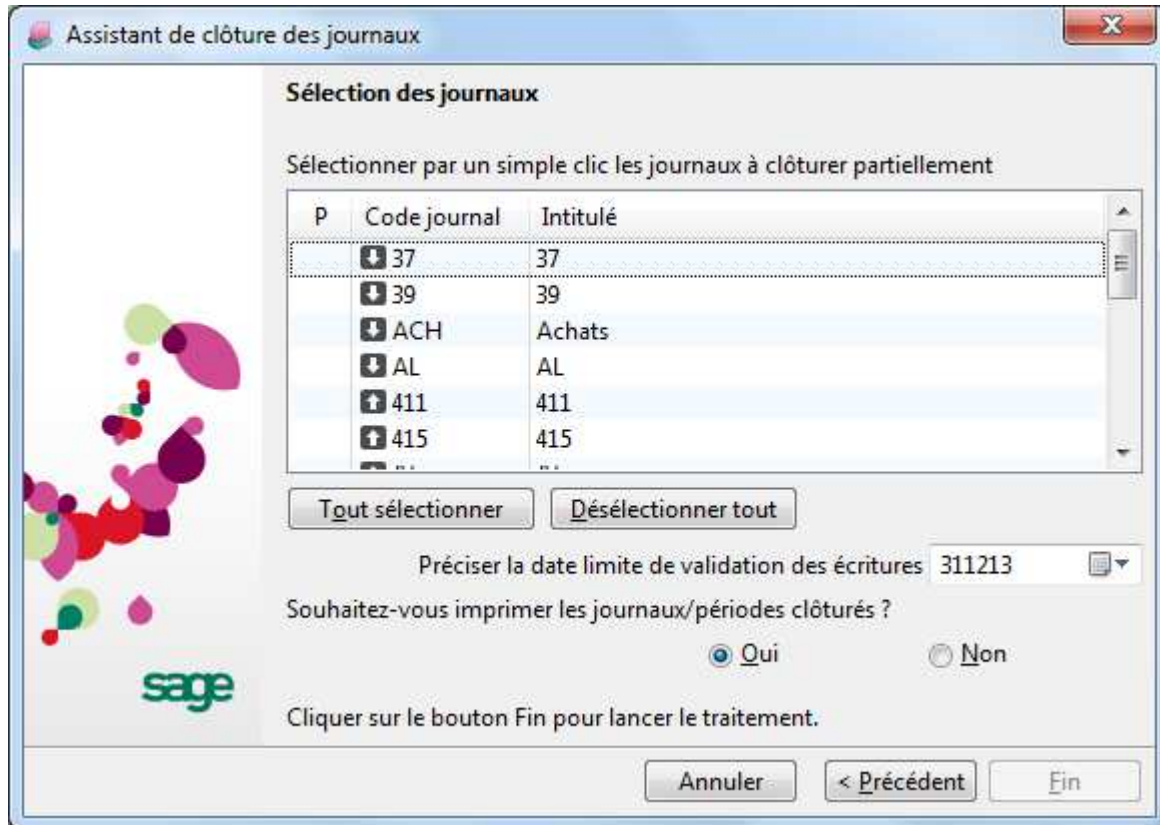 Assistant de clôture des journaux
Sélection des journaux
Sélectionner par un simple clic les journaux à clôturer partiellement
P Code journal Intitulé
37 37
39 39
ACH Achats
AL AL
411 411
415 415
Tout sélectionner Désélectionner tout
Préciser la date limite de validation des écritures 311213
Souhaitez-vous imprimer les journaux/périodes clôturés ?
Oui Non
sage
Cliquer sur le bouton Fin pour lancer le traitement.
Annuler < Précédent Fin